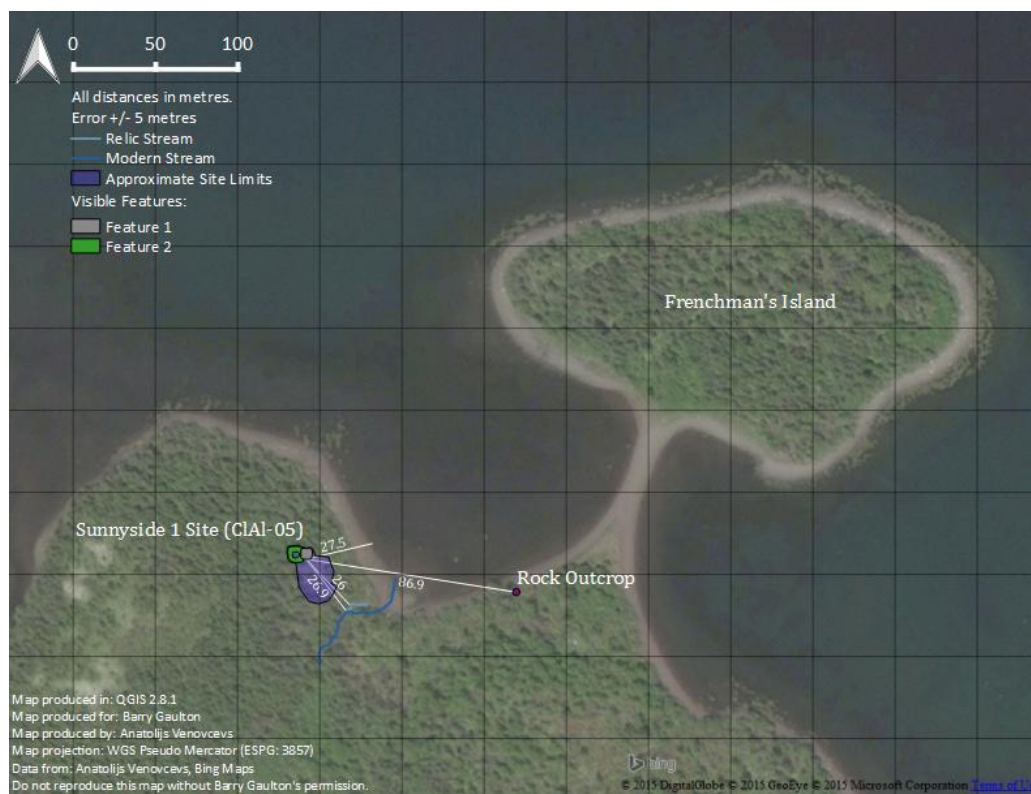 0 50 100
All distances in metres.
Error +/- 5 metres
Relic Stream
Modern Stream
Approximate Site Limits
Visible Features:
Feature 1
Feature 2
Frenchman's Island
Sunnyside 1 Site (ClAl-05)
27.5
26
26.9
86.9
Rock Outcrop
Map produced in: QGIS 2.8.1
Map produced for: Barry Gaulton
Map produced by: Anatolijs Venovcevs
Map projection: WGS Pseudo Mercator (ESPG: 3857)
Data from: Anatolijs Venovcevs, Bing Maps
Do not reproduce this map without Barry Gaulton's permission.
bing
© 2015 DigitalGlobe © 2015 GeoEye © 2015 Microsoft Corporation Terms of U